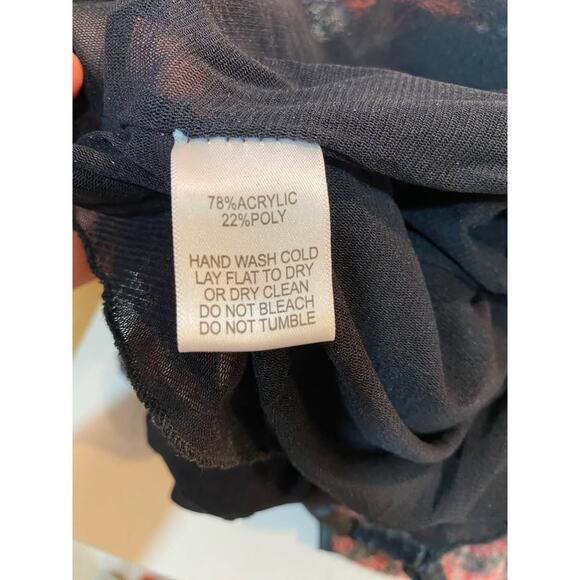 78%ACRYLIC
22%POLY
HAND WASH COLD
LAY FLAT TO DRY
OR DRY CLEAN
DO NOT BLEACH
DO NOT TUMBLE